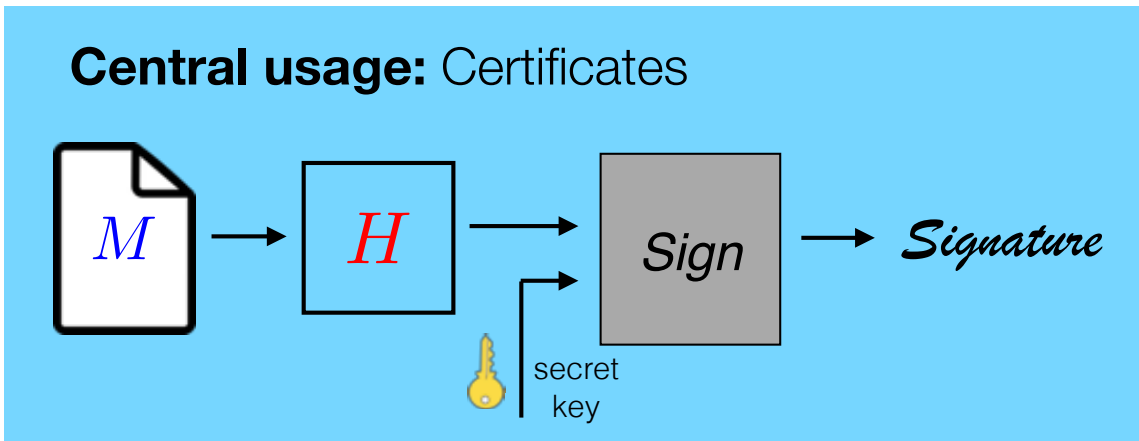 Central usage: Certificates
M
H
Sign
Signature
secret
key